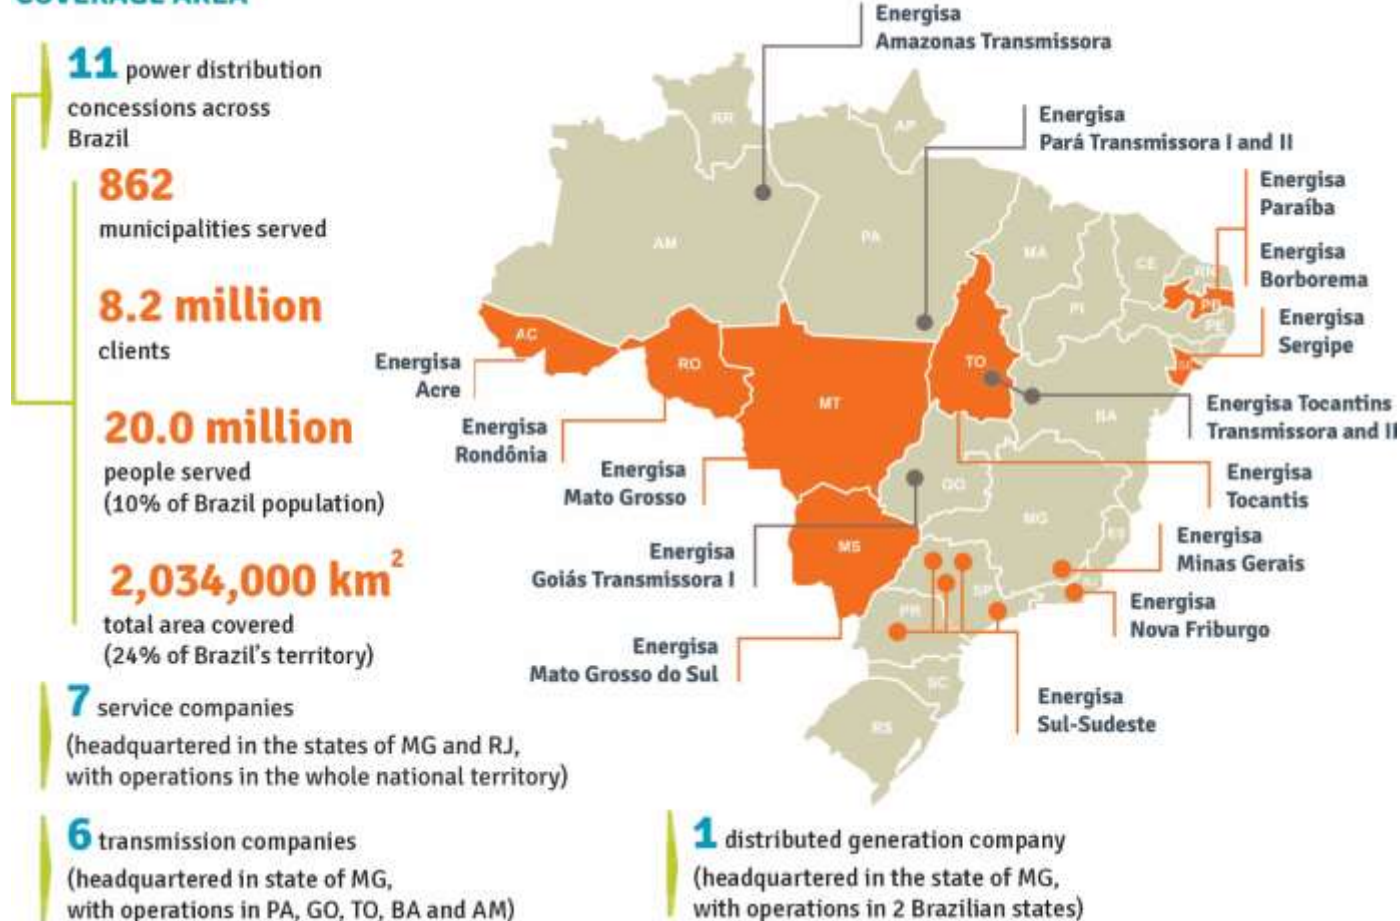 COVERAGE AREA
11 power distribution
concessions across
Brazil
862
municipalities served
8.2 million
clients
20.0 million
people served
(10% of Brazil population)
2,034,000 km²
total area covered
(24% of Brazil's territory)
7 service companies
(headquartered in the states of MG and RJ,
with operations in the whole national territory)
6 transmission companies
(headquartered in state of MG,
with operations in PA, GO, TO, BA and AM)
1 distributed generation company
(headquartered in the state of MG,
with operations in 2 Brazilian states)
Energisa
Amazonas Transmissora
Energisa
Pará Transmissora I and II
Energisa
Paraíba
Energisa
Borborema
Energisa
Sergipe
Energisa Tocantins
Transmissora and II
Energisa
Tocantis
Energisa
Minas Gerais
Energisa
Nova Friburgo
Energisa
Sul-Sudeste
Energisa
Acre
Energisa
Rondônia
Energisa
Mato Grosso
Energisa
Goiás Transmissora I
Energisa
Mato Grosso do Sul
RR
AP
AM
PA
MA
CE
RN
PB
PE
PI
AC
RO
MT
TO
SE
BA
GO
MG
ES
MS
SP
PR
SC
RS